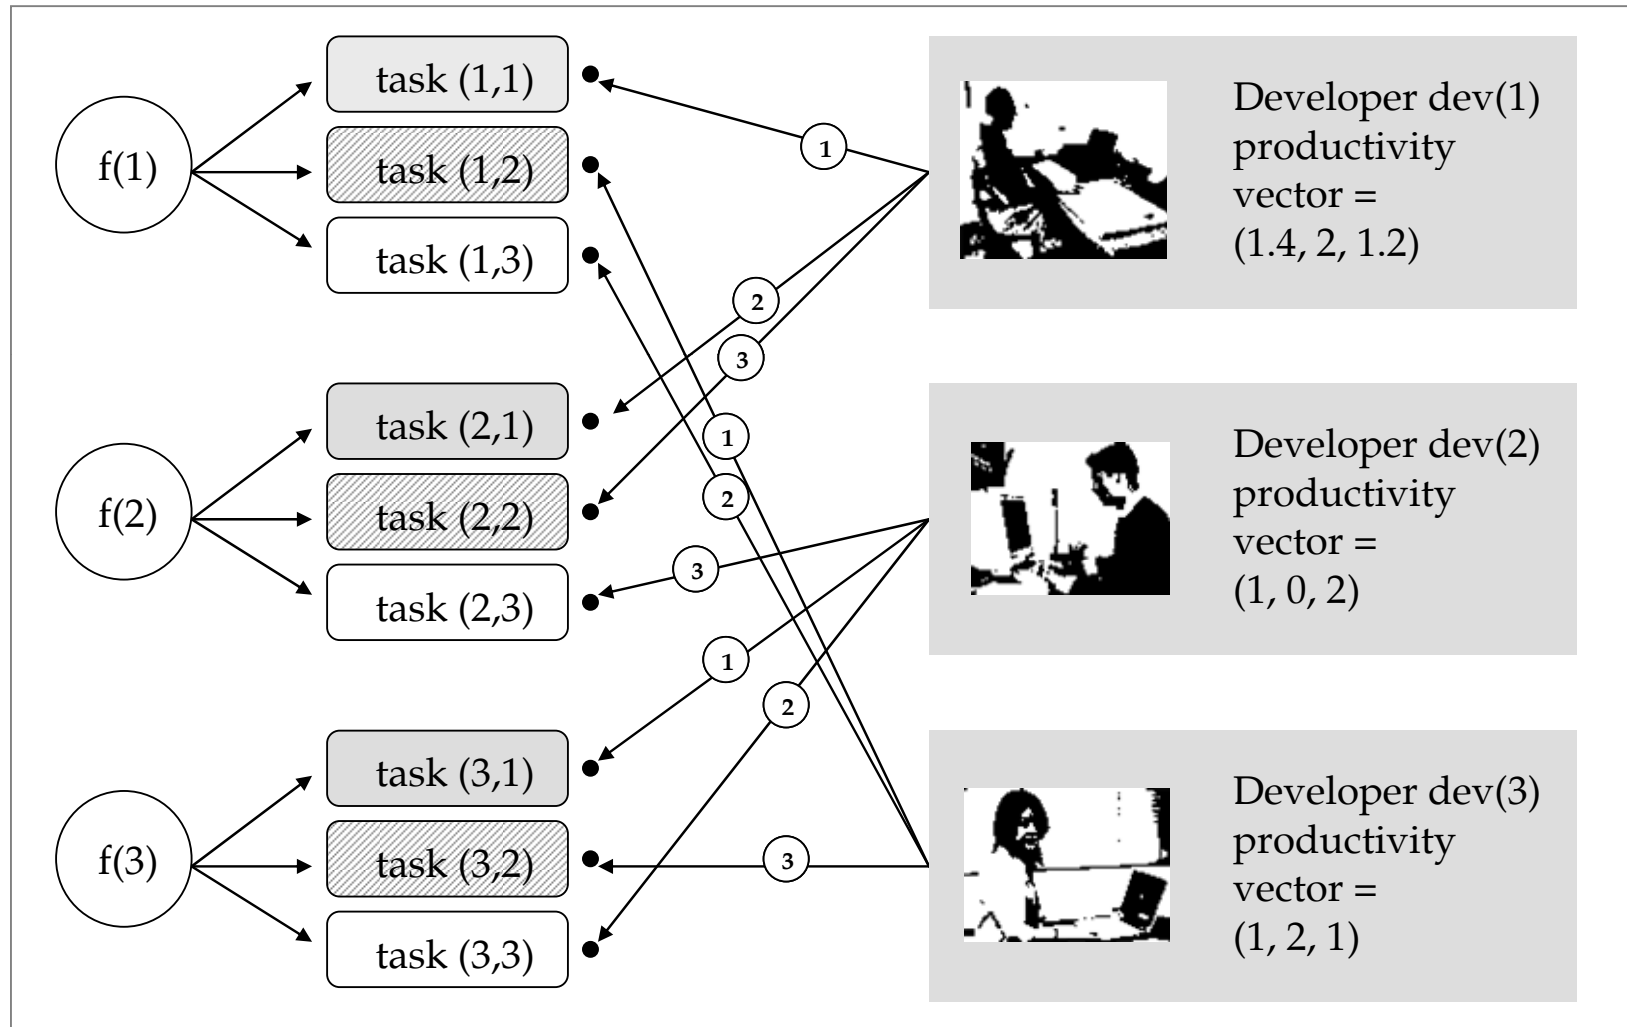 f(1)
task (1,1)
task (1,2)
task (1,3)
1
2
3
Developer dev(1)
productivity
vector =
(1.4, 2, 1.2)
f(2)
task (2,1)
task (2,2)
task (2,3)
1
2
3
1
2
Developer dev(2)
productivity
vector =
(1, 0, 2)
f(3)
task (3,1)
task (3,2)
task (3,3)
3
Developer dev(3)
productivity
vector =
(1, 2, 1)